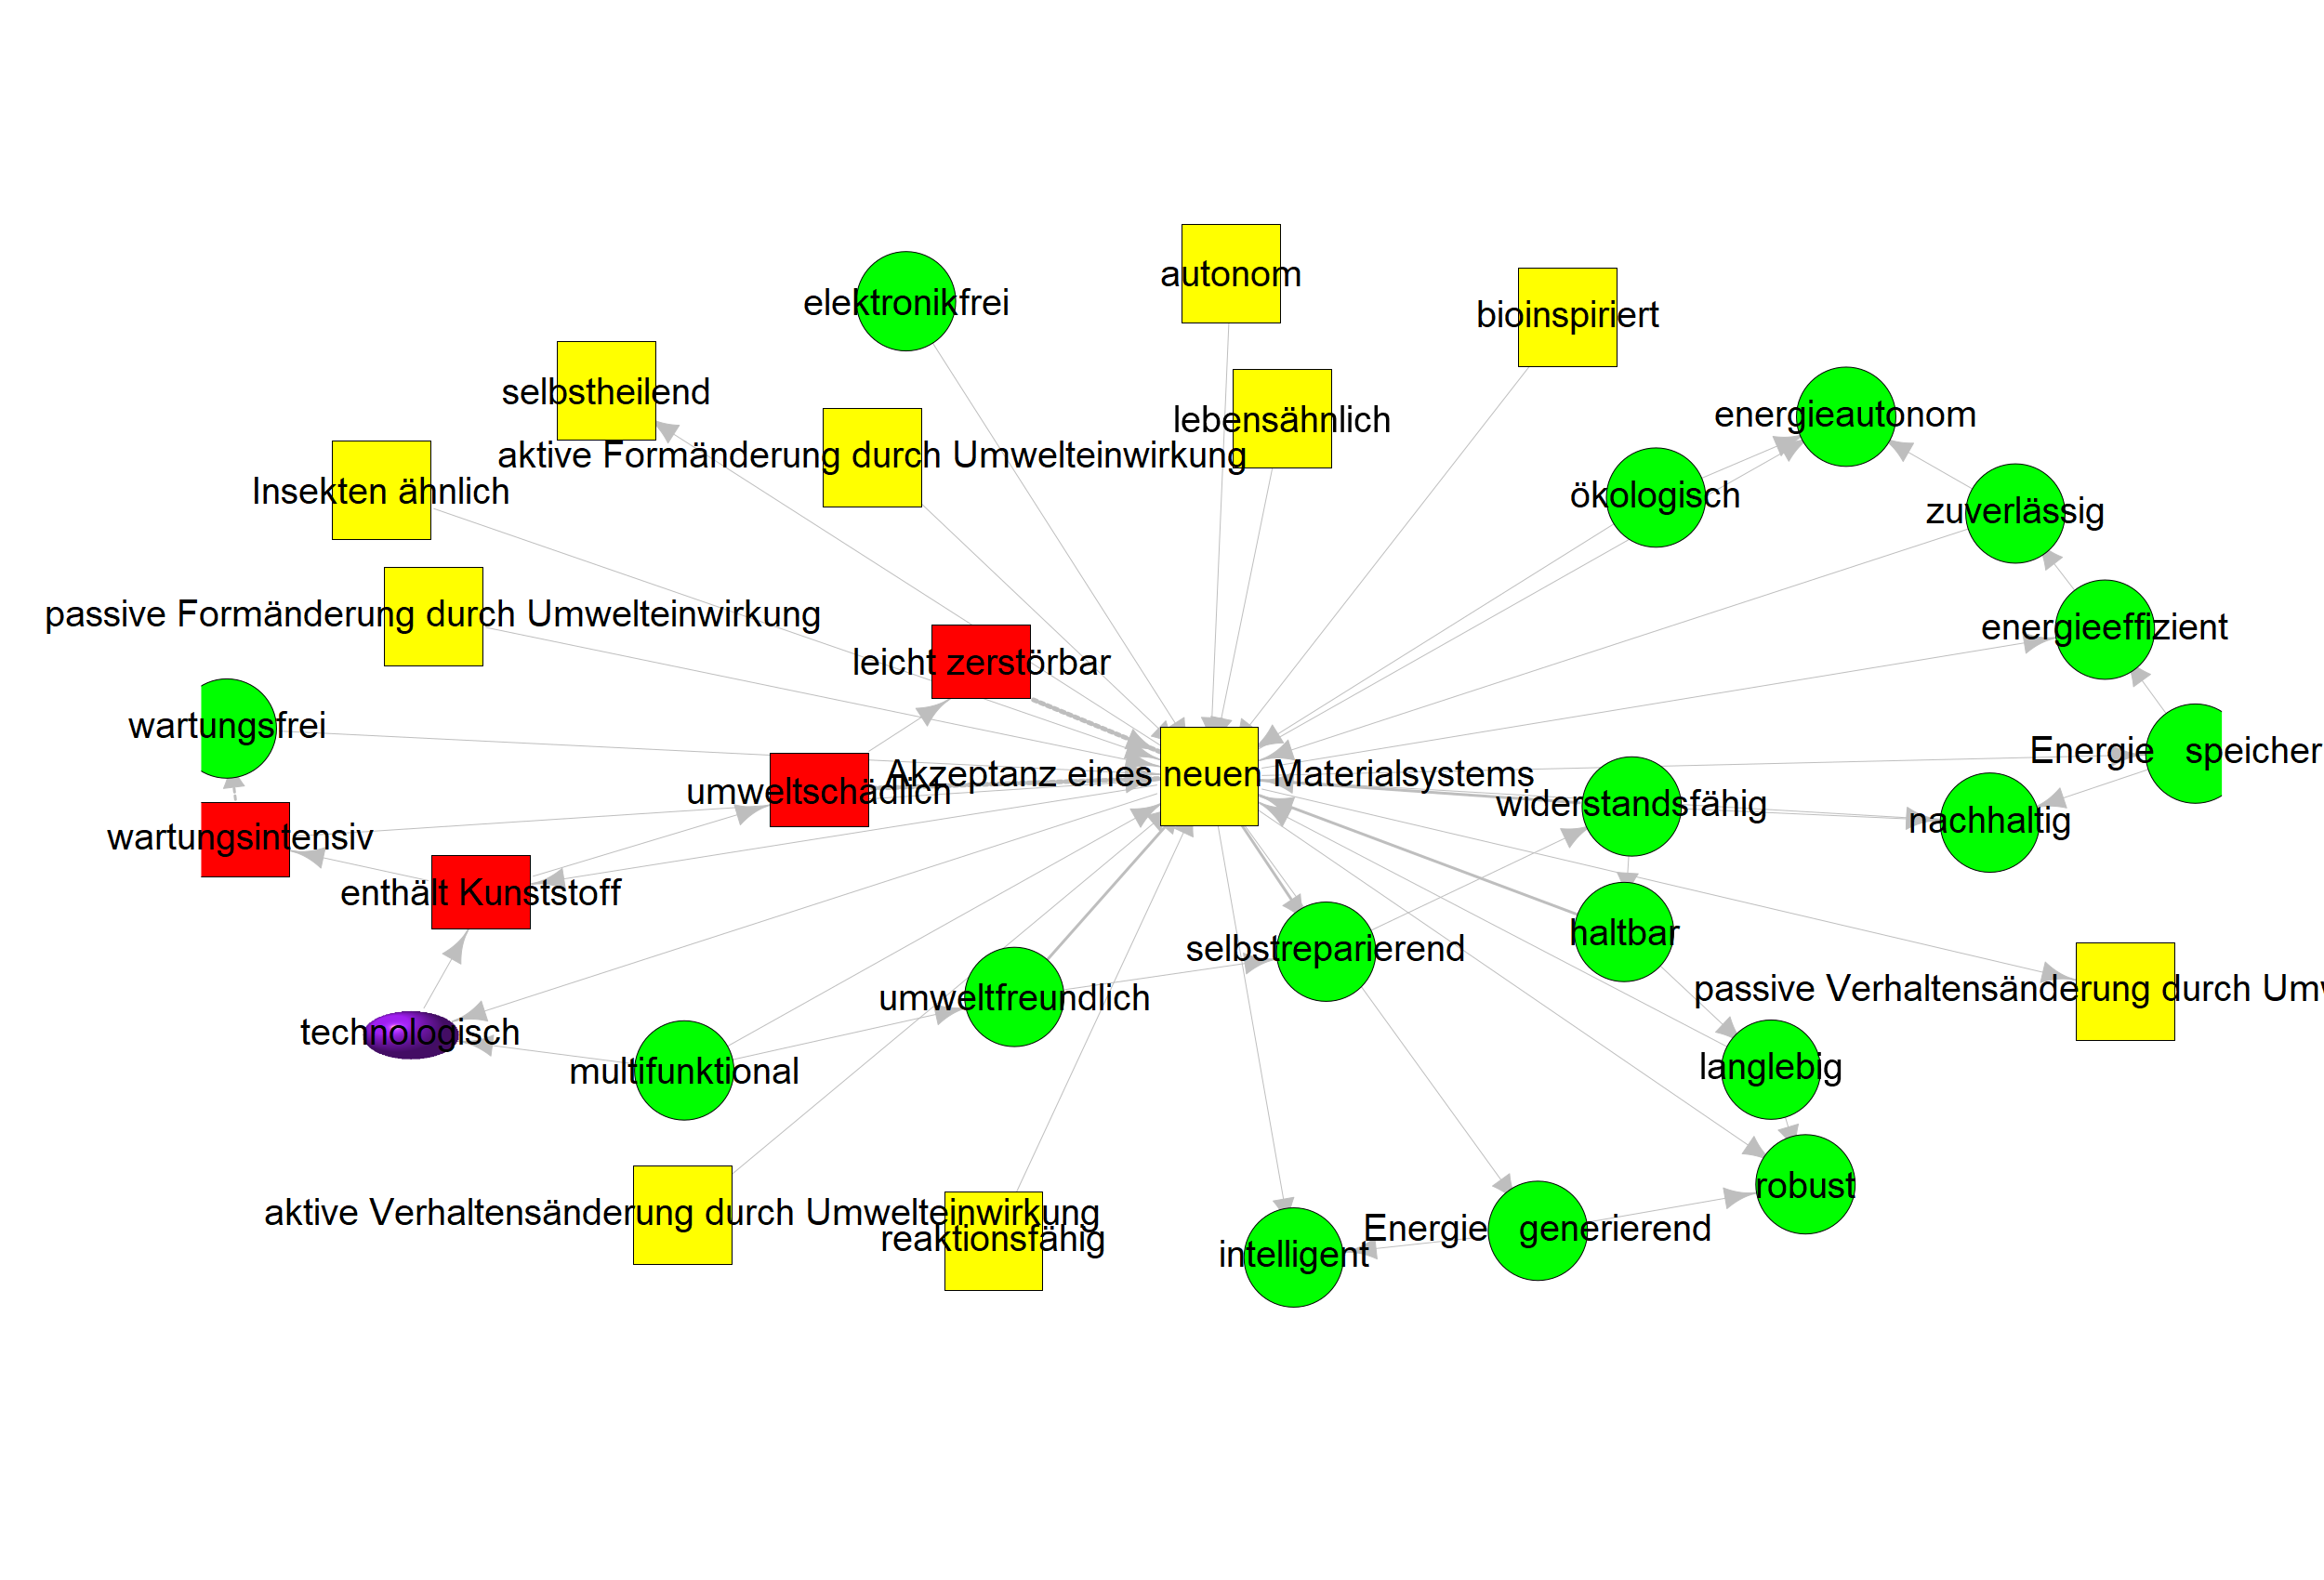 autonom
elektronikfrei
bioinspiriert
selbstheilend
lebensähnlich
energieautonom
aktive Formänderung durch Umwelteinwirkung
Insekten ähnlich
ökologisch
zuverlässig
passive Formänderung durch Umwelteinwirkung
energieeffizient
leicht zerstörbar
wartungsfrei
Energie speicher
Akzeptanz eines neuen Materialsystems
umweltschädlich
widerstandsfähig
nachhaltig
wartungsintensiv
enthält Kunststoff
haltbar
selbstreparierend
passive Verhaltensänderung durch Umw
umweltfreundlich
technologisch
langlebig
multifunktional
robust
aktive Verhaltensänderung durch Umwelteinwirkung
reaktionsfähig
Energie generierend
intelligent